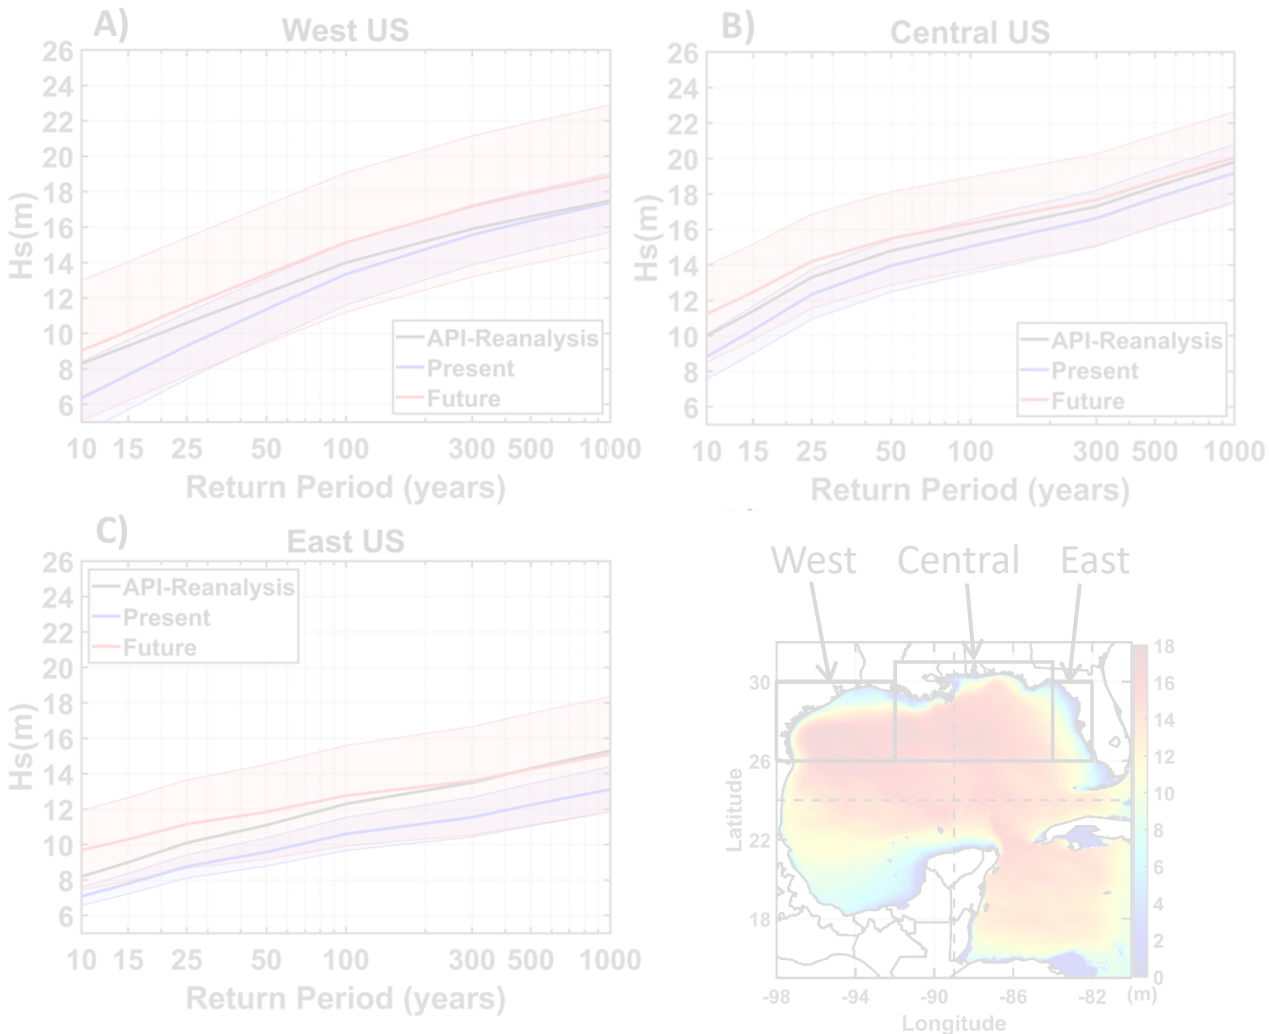 A)
West US
26
24
22
20
18
16
14
12
10
8
6
Hs(m)
API-Reanalysis
Present
Future
10 15 25 50 100 300 500 1000
Return Period (years)
B)
Central US
26
24
22
20
18
16
14
12
10
8
6
Hs(m)
API-Reanalysis
Present
Future
10 15 25 50 100 300 500 1000
Return Period (years)
C)
East US
26
24
22
20
18
16
14
12
10
8
6
Hs(m)
API-Reanalysis
Present
Future
10 15 25 50 100 300 500 1000
Return Period (years)
West Central East
30
26
22
18
Latitude
-98 -94 -90 -86 -82
Longitude
18
16
14
12
10
8
6
4
2
0
(m)